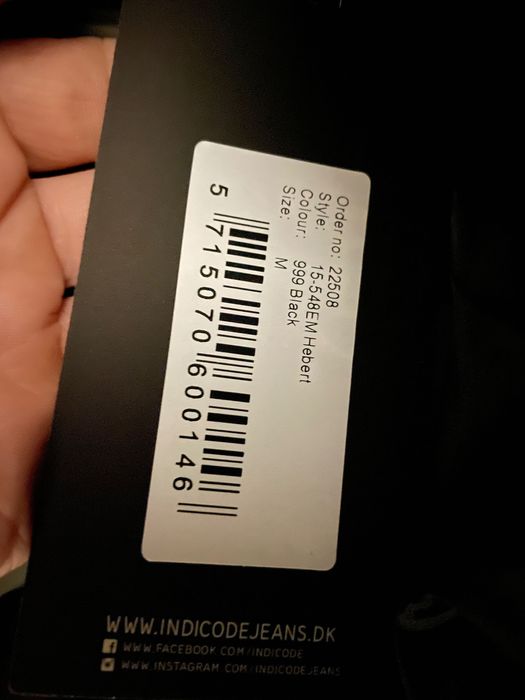 Order no: 22508
Style: 15-548EM Hebert
Colour: 999 Black
Size: M
5 715070 600146
WWW.INDICODEJEANS.DK
WWW.FACEBOOK.COM/INDICODE
WWW.INSTAGRAM.COM/INDICODEJEANS